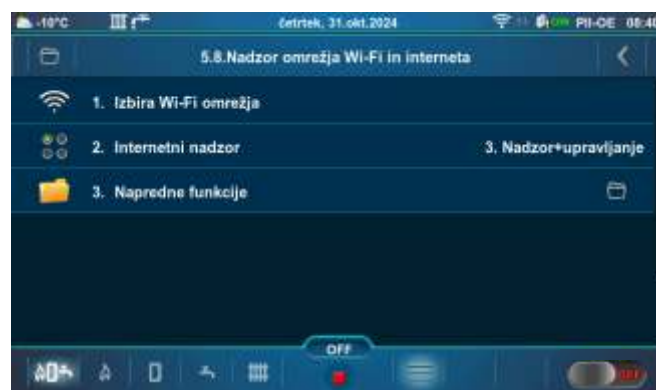 -10°C četrtek, 31.okt.2024 PII-OE 08:40
5.8.Nadzor omrežja Wi-Fi in interneta
1. Izbira Wi-Fi omrežja
2. Internetni nadzor 3. Nadzor+upravljanje
3. Napredne funkcije
OFF
OFF